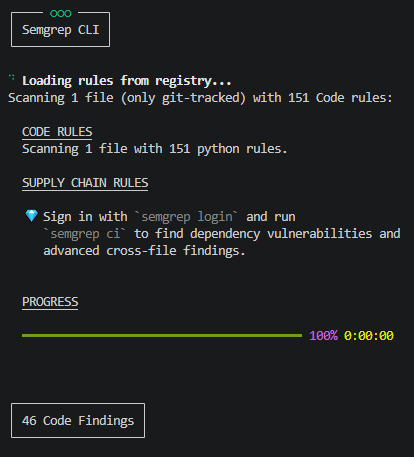 Semgrep CLI
Loading rules from registry...
Scanning 1 file (only git-tracked) with 151 Code rules:
CODE RULES
Scanning 1 file with 151 python rules.
SUPPLY CHAIN RULES
Sign in with `semgrep login` and run
`semgrep ci` to find dependency vulnerabilities and
advanced cross-file findings.
PROGRESS
100% 0:00:00
46 Code Findings